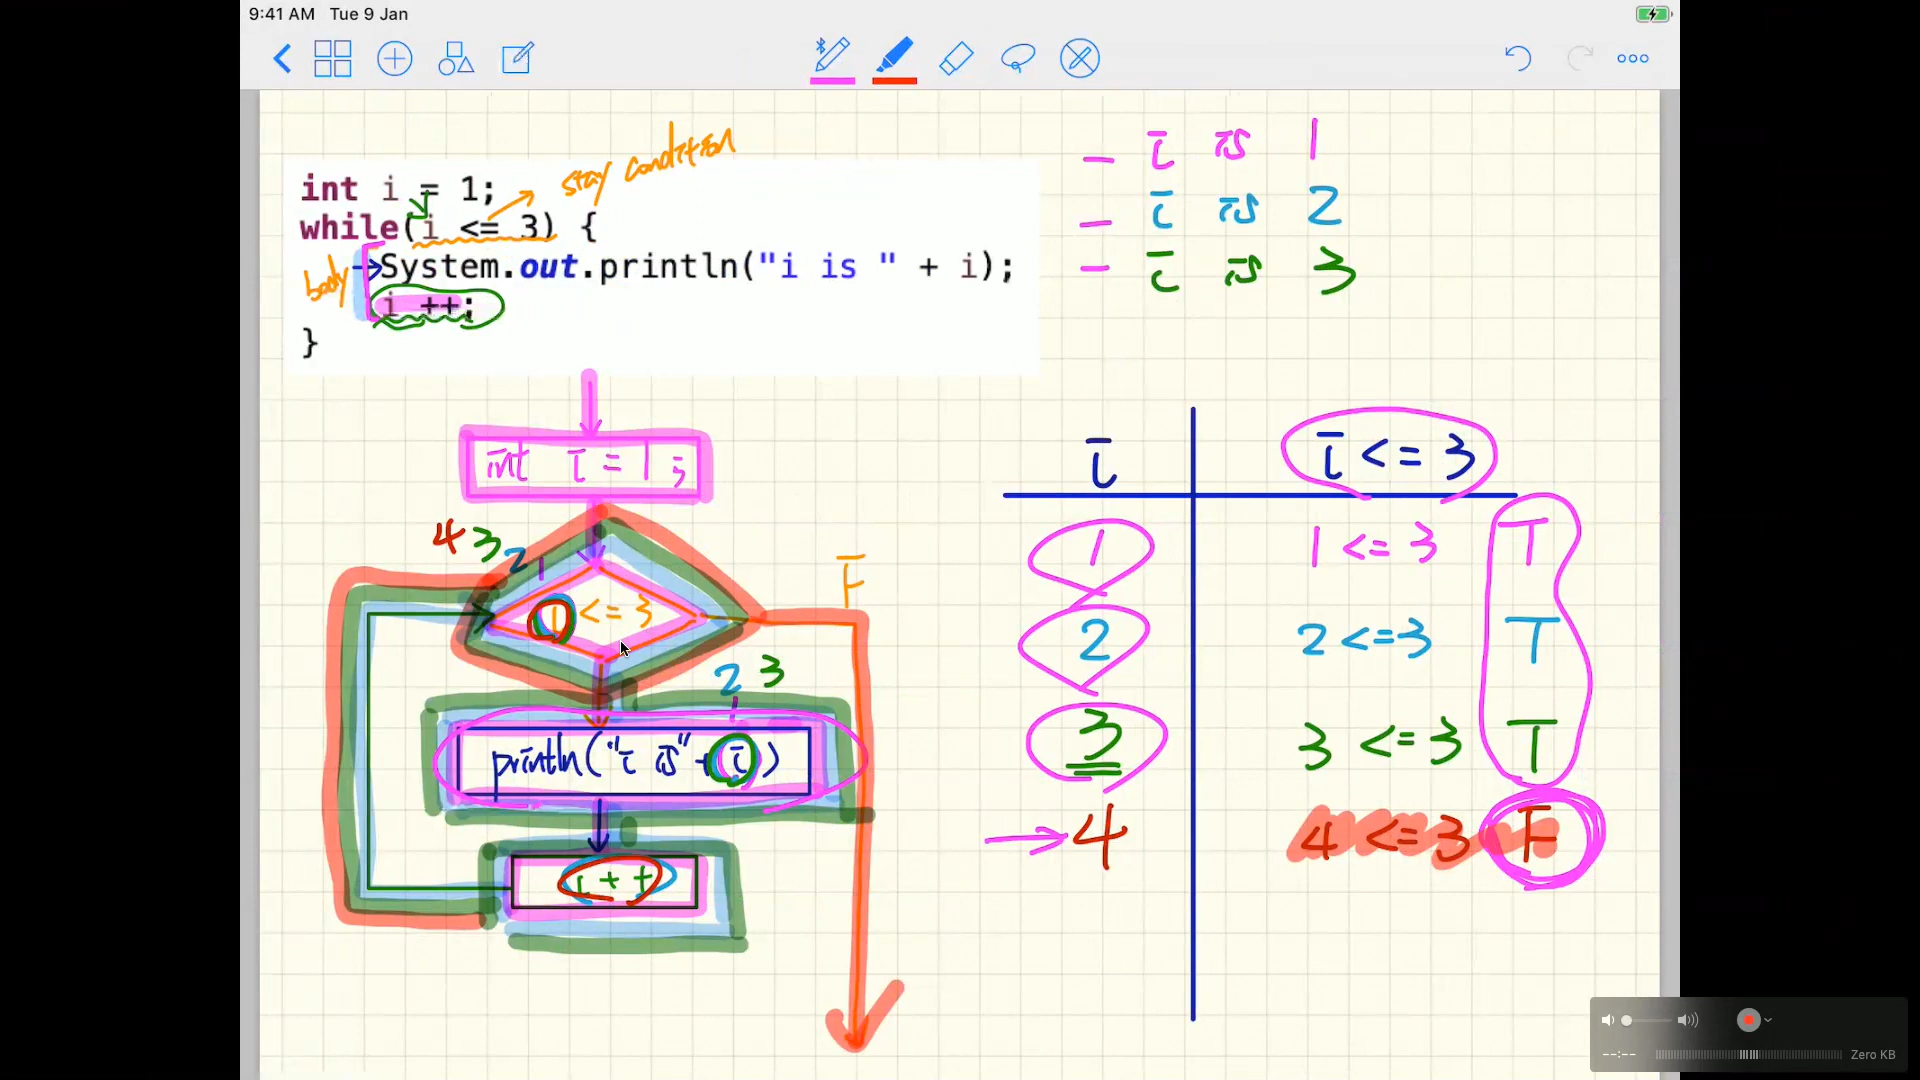 9:41 AM Tue 9 Jan
int i = 1;
while(i <= 3) {
System.out.println("i is " + i);
i ++;
}
stay condition
body
- i is 1
- i is 2
- i is 3
int i = 1 ;
4 3 2 1
i <= 3
F
1 2 3
println("i is" + i)
i + +
i i <= 3
1 1 <= 3 T
2 2 <= 3 T
3 3 <= 3 T
4 4 <= 3 F
--:-- Zero KB